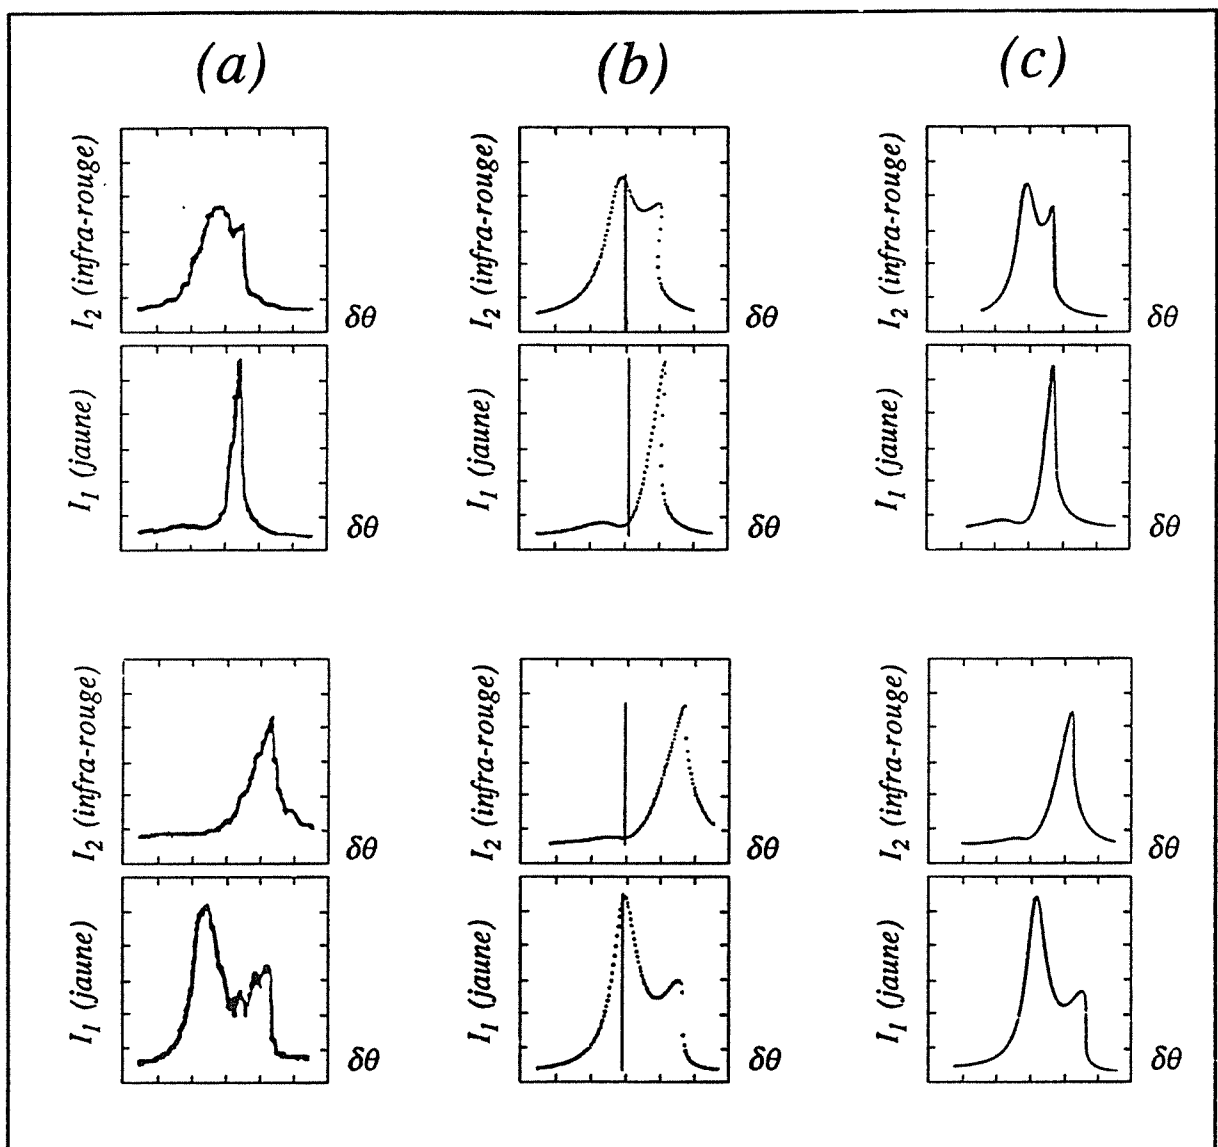 (a) (b) (c)
I2 (infra-rouge) δθ I2 (infra-rouge) δθ I2 (infra-rouge) δθ
I1 (jaune) δθ I1 (jaune) δθ I1 (jaune) δθ
I2 (infra-rouge) δθ I2 (infra-rouge) δθ I2 (infra-rouge) δθ
I1 (jaune) δθ I1 (jaune) δθ I1 (jaune) δθ